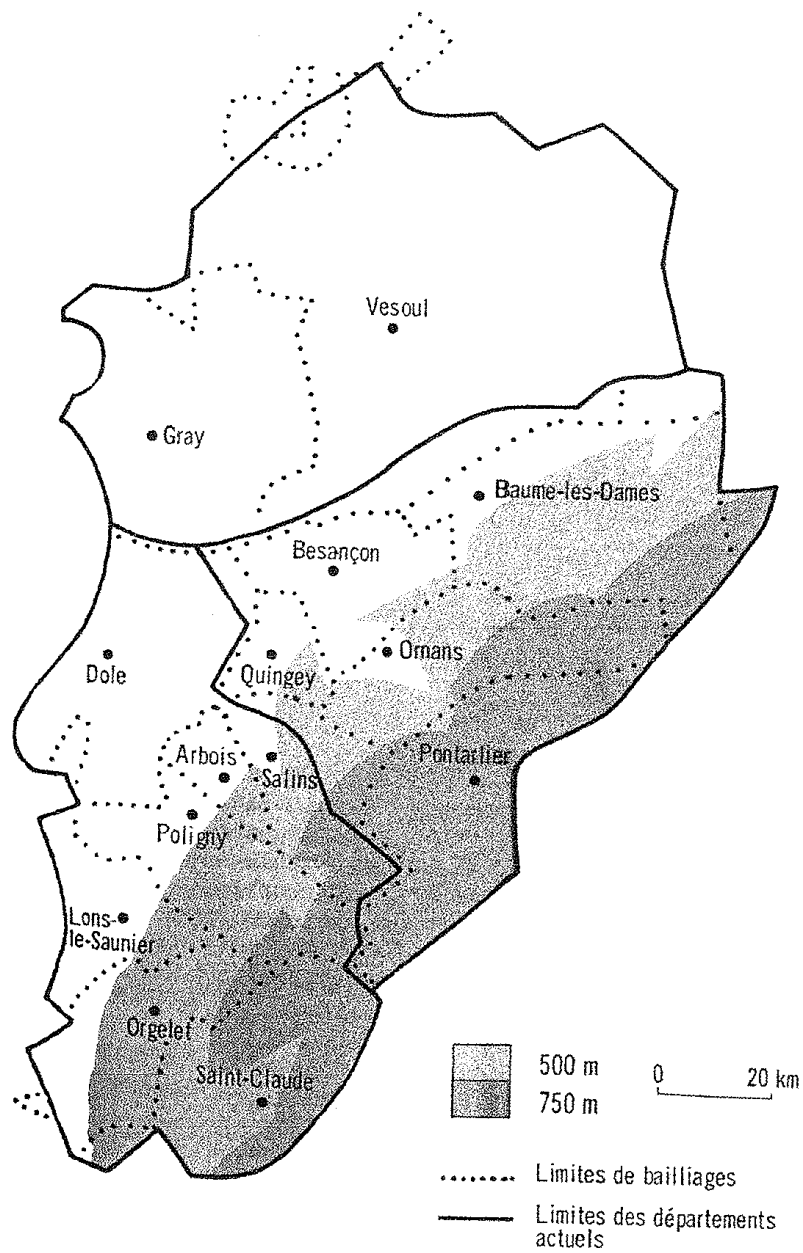 Vesoul
Gray
Baume-les-Dames
Besançon
Ornans
Quingey
Dole
Arbois
Salins
Pontarlier
Poligny
Lons-
le-Saunier
Orgelet
Saint-Claude
500 m
750 m
0 20 km
Limites de bailliages
Limites des départements
actuels